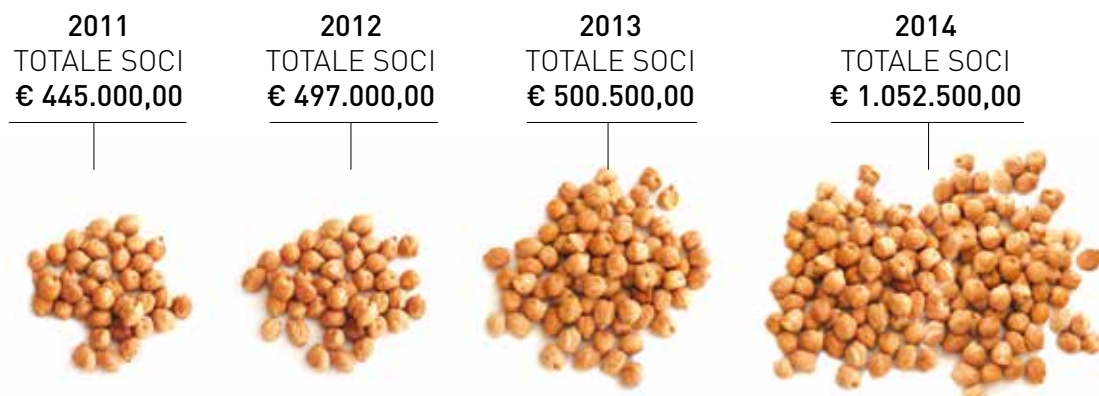 2011
TOTALE SOCI
€ 445.000,00
2012
TOTALE SOCI
€ 497.000,00
2013
TOTALE SOCI
€ 500.500,00
2014
TOTALE SOCI
€ 1.052.500,00